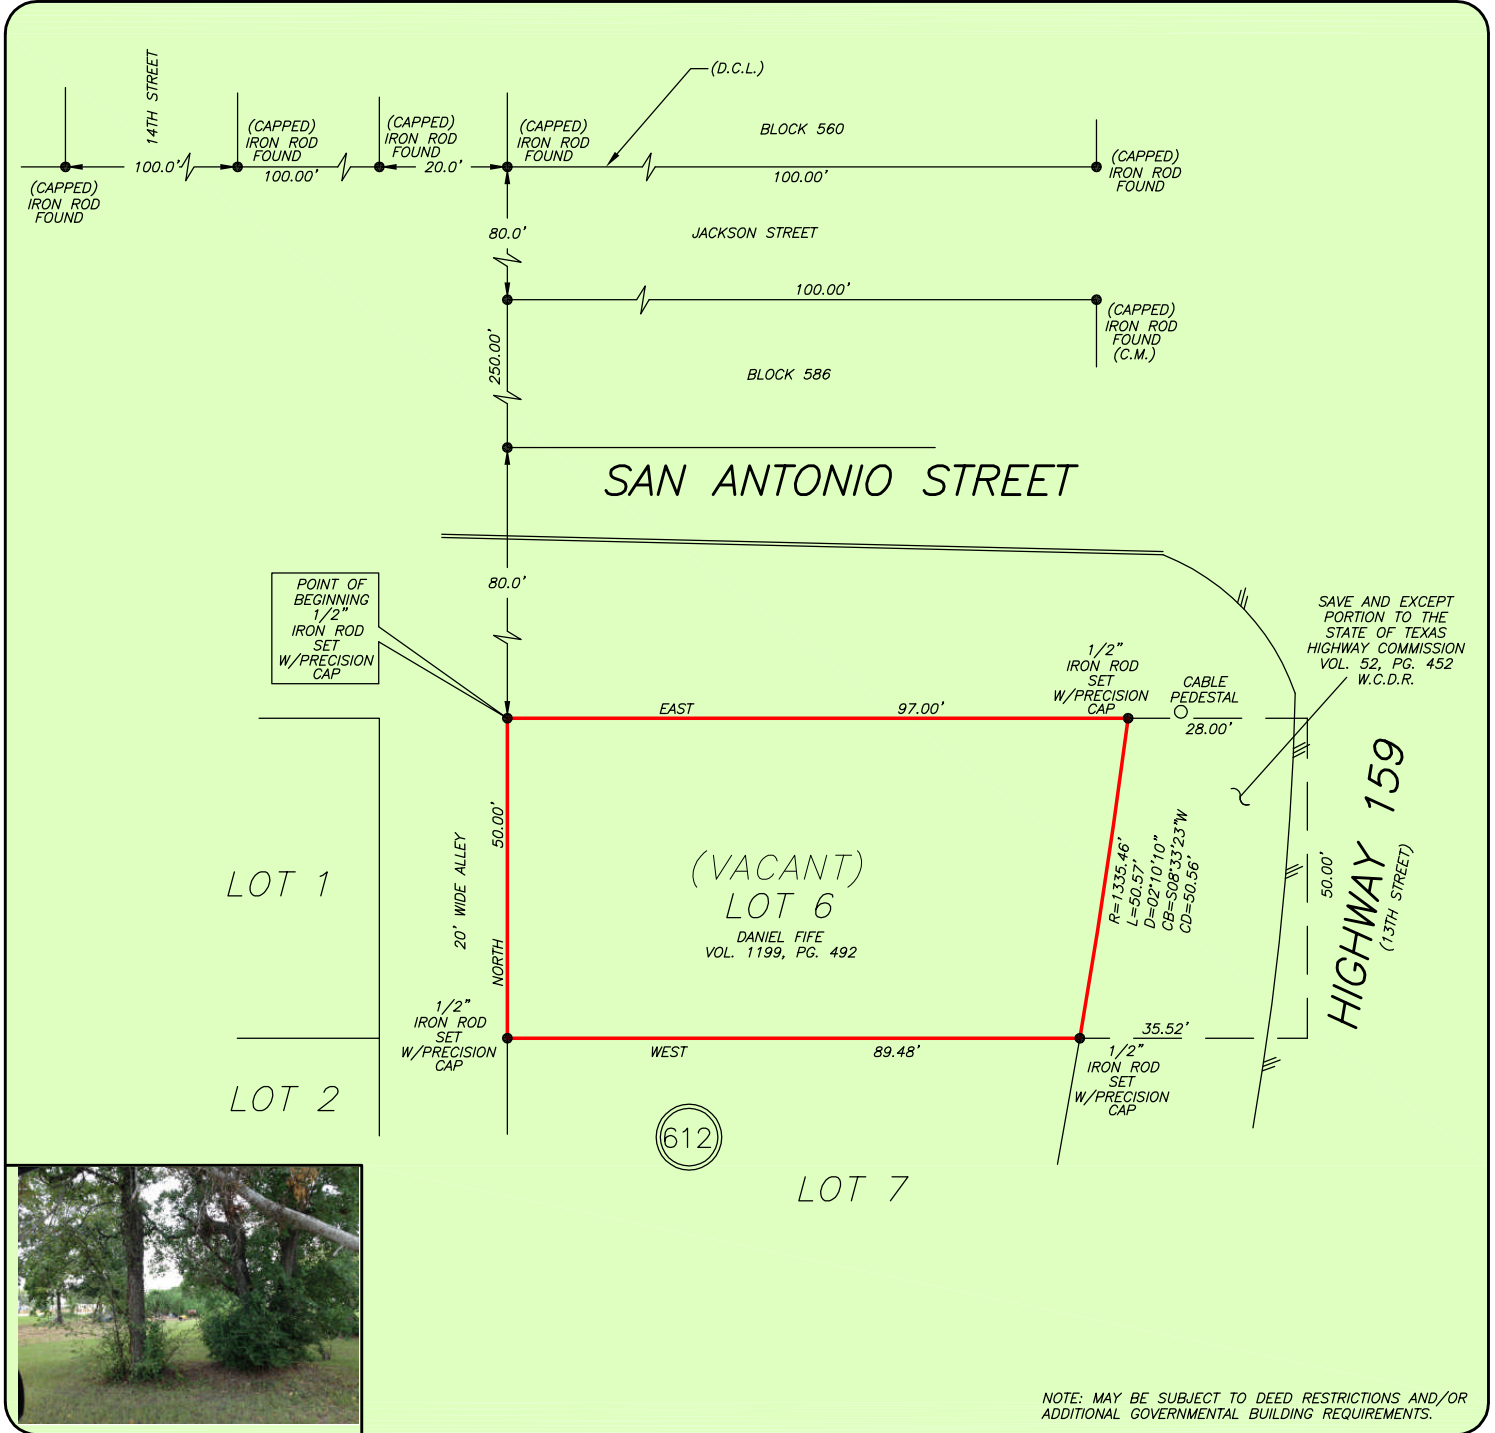 14TH STREET
(CAPPED)
IRON ROD
FOUND
100.0'
(CAPPED)
IRON ROD
FOUND
100.00'
(CAPPED)
IRON ROD
FOUND
20.0'
(CAPPED)
IRON ROD
FOUND
(D.C.L.)
BLOCK 560
100.00'
(CAPPED)
IRON ROD
FOUND
80.0'
JACKSON STREET
100.00'
(CAPPED)
IRON ROD
FOUND
(C.M.)
250.00'
BLOCK 586
SAN ANTONIO STREET
80.0'
POINT OF
BEGINNING
1/2"
IRON ROD
SET
W/PRECISION
CAP
1/2"
IRON ROD
SET
W/PRECISION
CAP
CABLE
PEDESTAL
SAVE AND EXCEPT
PORTION TO THE
STATE OF TEXAS
HIGHWAY COMMISSION
VOL. 52, PG. 452
W.C.D.R.
EAST
97.00'
28.00'
LOT 1
20' WIDE ALLEY
50.00'
NORTH
(VACANT)
LOT 6
DANIEL FIFE
VOL. 1199, PG. 492
R=1335.46'
L=50.57'
D=02°10'10"
CB=S08°33'23"W
CD=50.56'
50.00'
HIGHWAY 159
(13TH STREET)
1/2"
IRON ROD
SET
W/PRECISION
CAP
WEST
89.48'
35.52'
1/2"
IRON ROD
SET
W/PRECISION
CAP
LOT 2
612
LOT 7
NOTE: MAY BE SUBJECT TO DEED RESTRICTIONS AND/OR
ADDITIONAL GOVERNMENTAL BUILDING REQUIREMENTS.